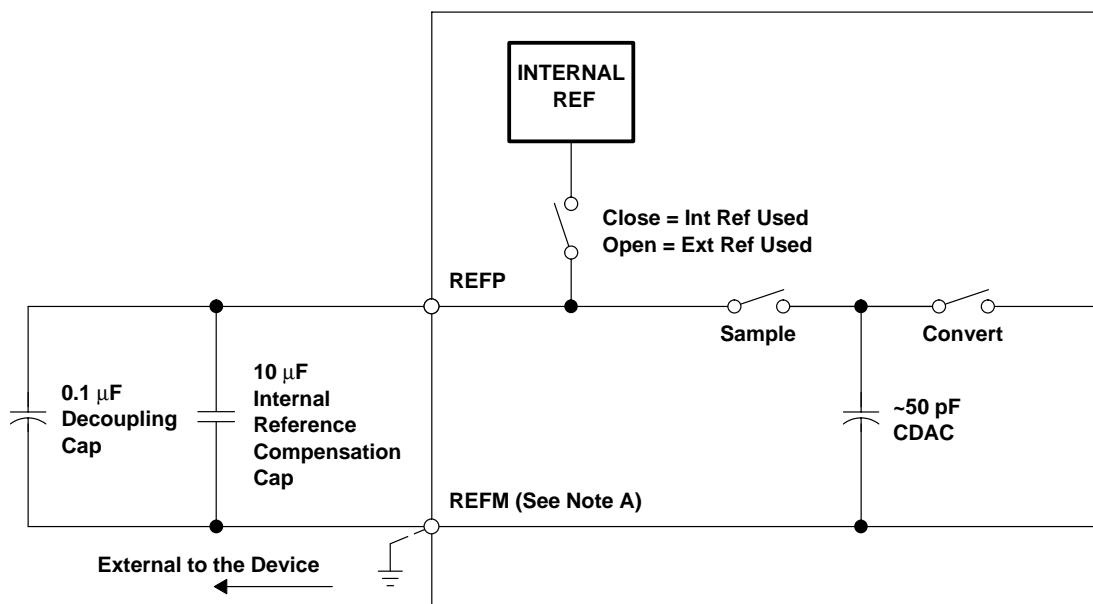 INTERNAL
REF
Close = Int Ref Used
Open = Ext Ref Used
REFP
Sample
Convert
0.1 μF
Decoupling
Cap
10 μF
Internal
Reference
Compensation
Cap
~50 pF
CDAC
REFM (See Note A)
External to the Device